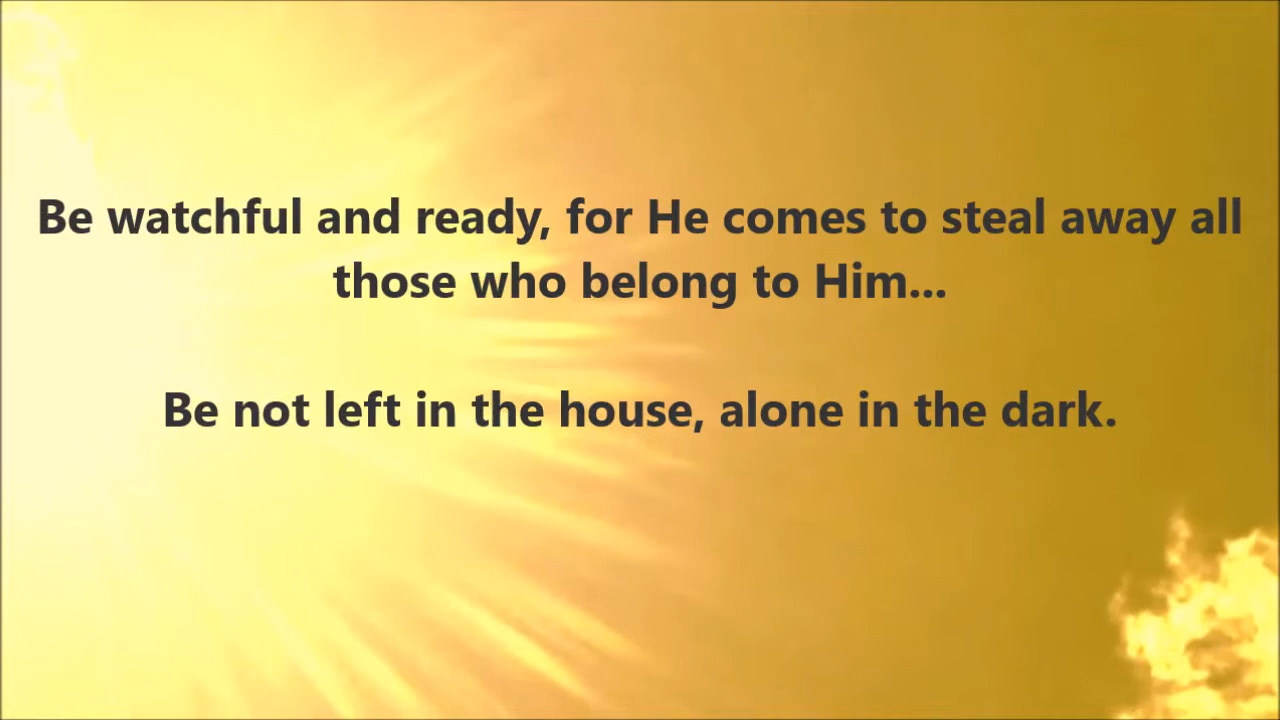 Be watchful and ready, for He comes to steal away all
those who belong to Him...
Be not left in the house, alone in the dark.